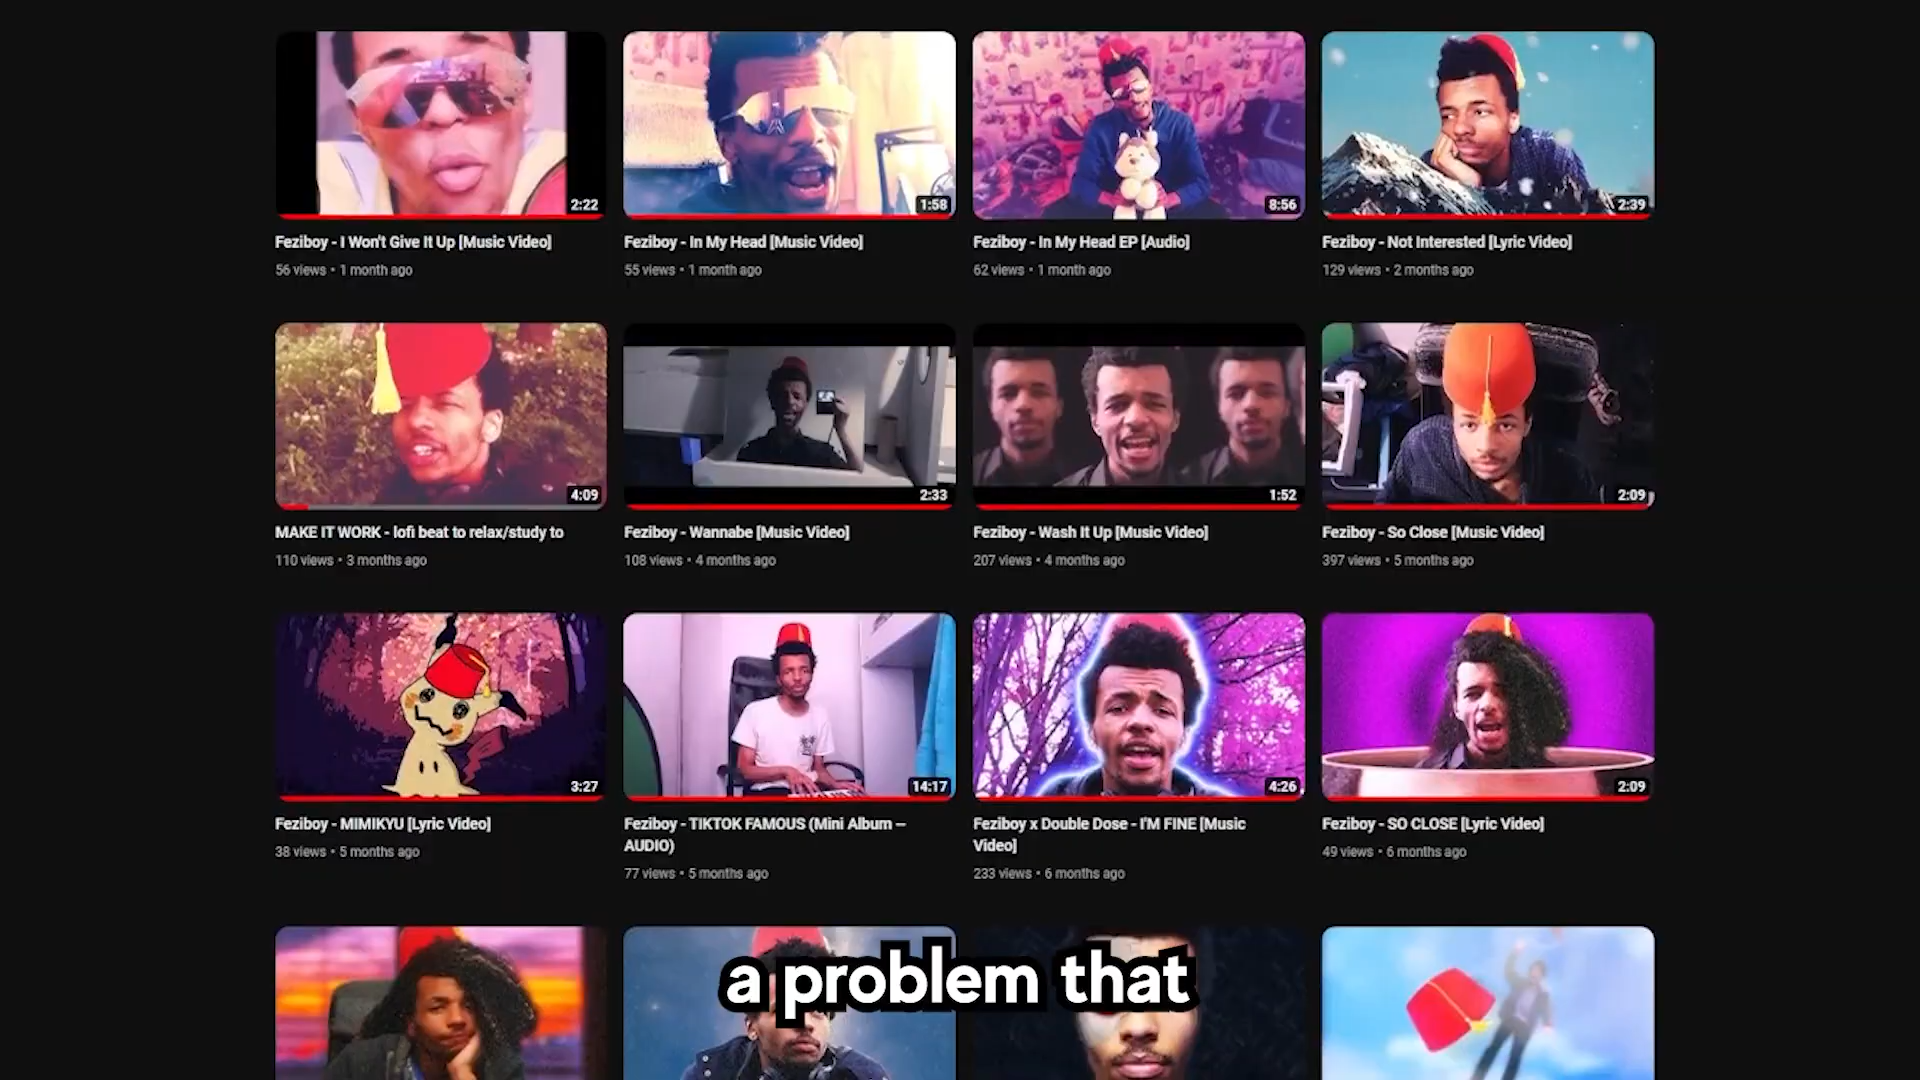 2:22
1:58
8:56
2:39
Feziboy - I Won't Give It Up [Music Video]
Feziboy - In My Head [Music Video]
Feziboy - In My Head EP [Audio]
Feziboy - Not Interested [Lyric Video]
56 views • 1 month ago
55 views • 1 month ago
62 views • 1 month ago
129 views • 2 months ago
4:09
2:33
1:52
2:09
MAKE IT WORK - lofi beat to relax/study to
Feziboy - Wannabe [Music Video]
Feziboy - Wash It Up [Music Video]
Feziboy - So Close [Music Video]
110 views • 3 months ago
108 views • 4 months ago
207 views • 4 months ago
397 views • 5 months ago
3:27
14:17
4:26
2:09
Feziboy - MIMIKYU [Lyric Video]
Feziboy - TIKTOK FAMOUS (Mini Album –
AUDIO)
Feziboy x Double Dose - I'M FINE [Music
Video]
Feziboy - SO CLOSE [Lyric Video]
38 views • 5 months ago
77 views • 5 months ago
233 views • 6 months ago
49 views • 6 months ago
a problem that